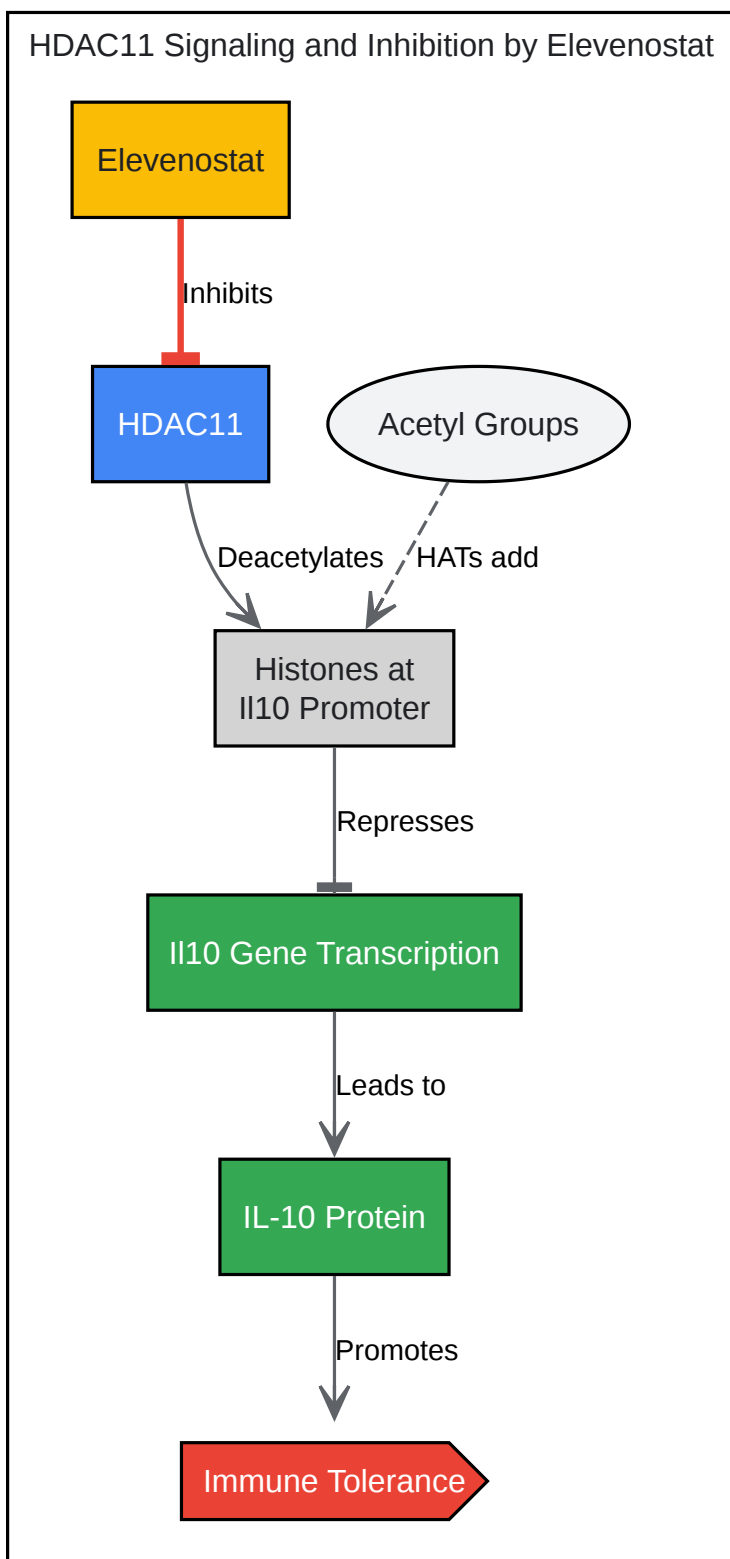 HDAC11 Signaling and Inhibition by Elevenostat
Elevenostat
Inhibits
HDAC11
Acetyl Groups
Deacetylates
HATs add
Histones at
Il10 Promoter
Represses
Il10 Gene Transcription
Leads to
IL-10 Protein
Promotes
Immune Tolerance